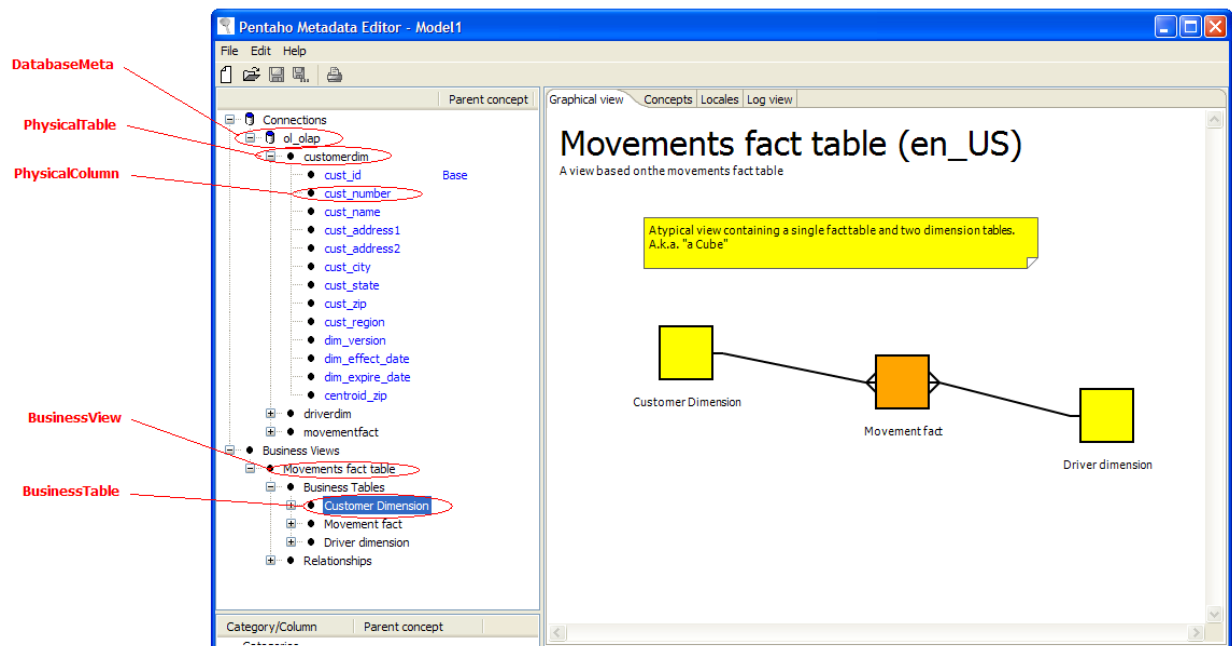 Pentaho Metadata Editor - Model1
File Edit Help
DatabaseMeta
PhysicalTable
PhysicalColumn
BusinessView
BusinessTable
Parent concept
Connections
ol_olap
customerdim
cust_id Base
cust_number
cust_name
cust_address1
cust_address2
cust_city
cust_state
cust_zip
cust_region
dim_version
dim_effect_date
dim_expire_date
centroid_zip
driverdim
movementfact
Business Views
Movements fact table
Business Tables
Customer Dimension
Movement fact
Driver dimension
Relationships
Category/Column Parent concept
Categories
Graphical view Concepts Locales Log view
Movements fact table (en_US)
A view based on the movements fact table
A typical view containing a single fact table and two dimension tables.
A.k.a. "a Cube"
Customer Dimension
Movement fact
Driver dimension